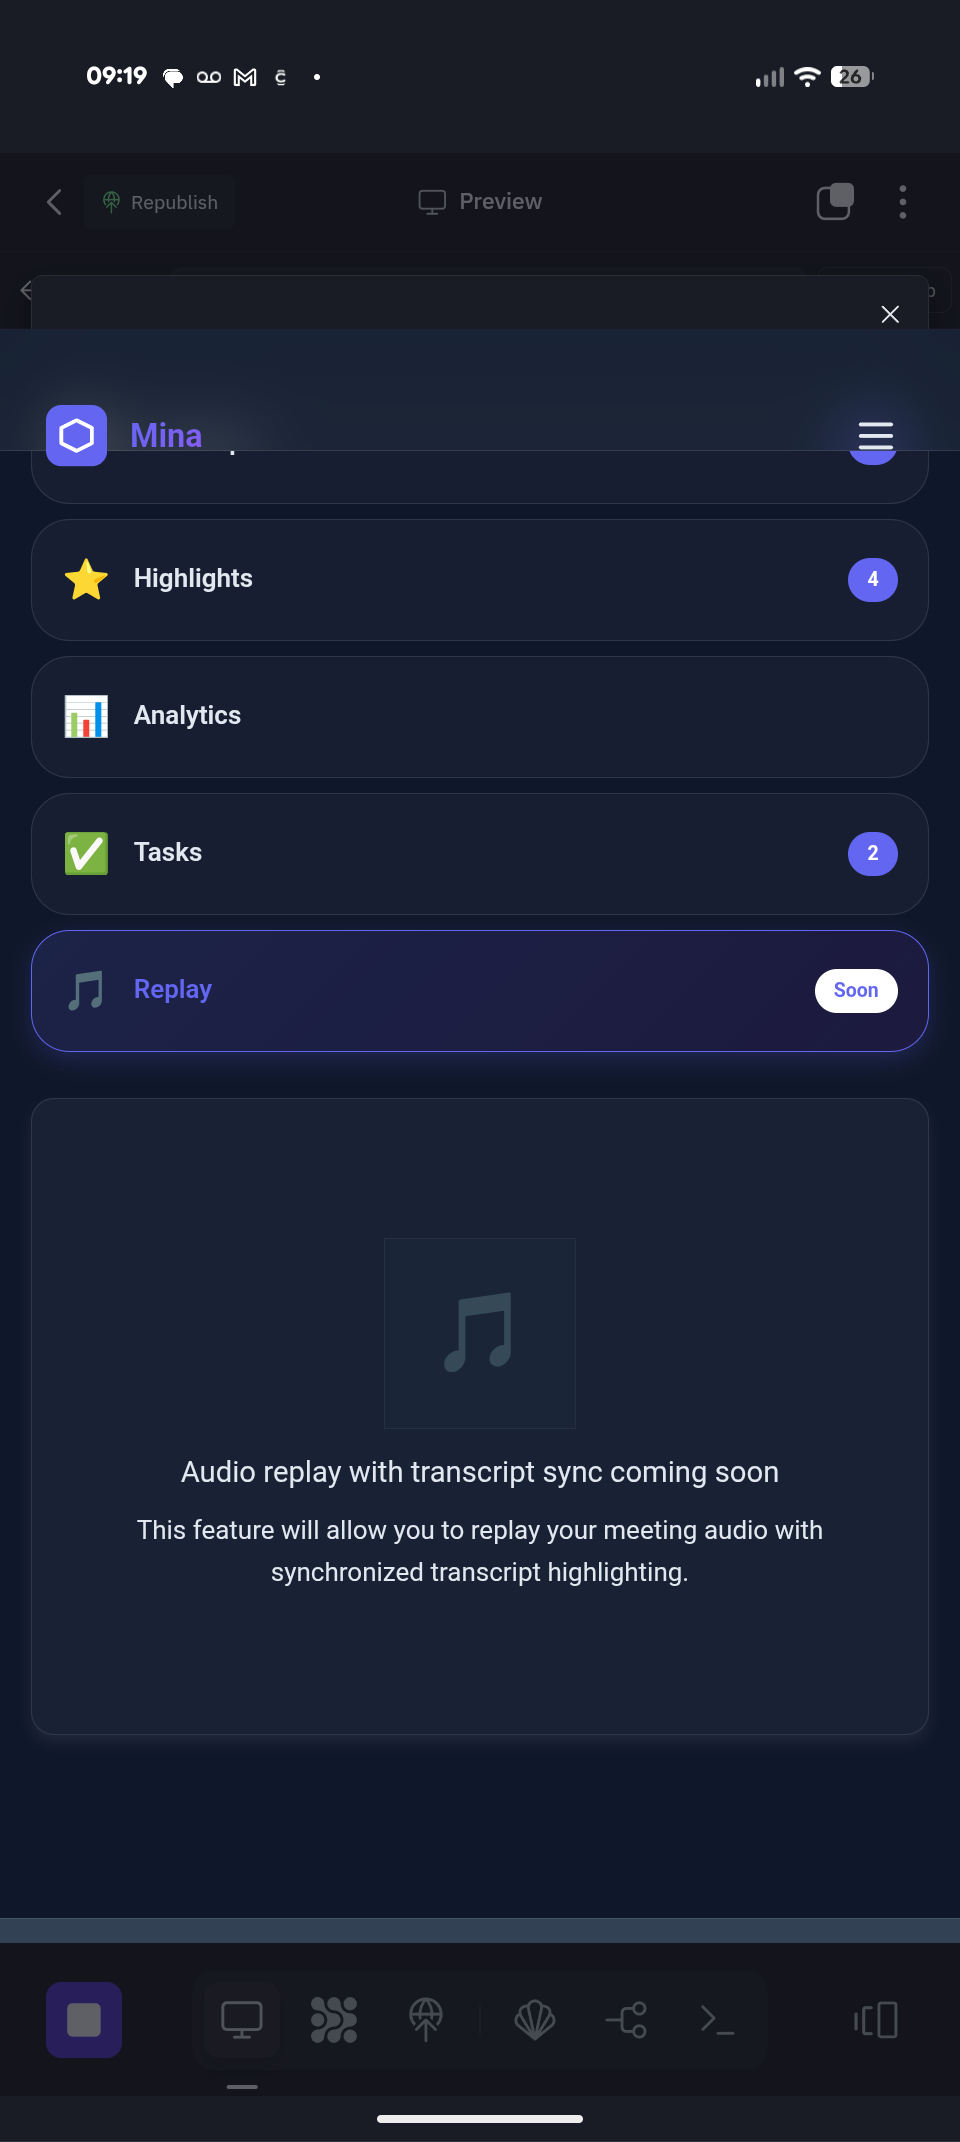 09:19
26
Republish
Preview
Mina
Highlights
4
Analytics
Tasks
2
Replay
Soon
Audio replay with transcript sync coming soon
This feature will allow you to replay your meeting audio with
synchronized transcript highlighting.